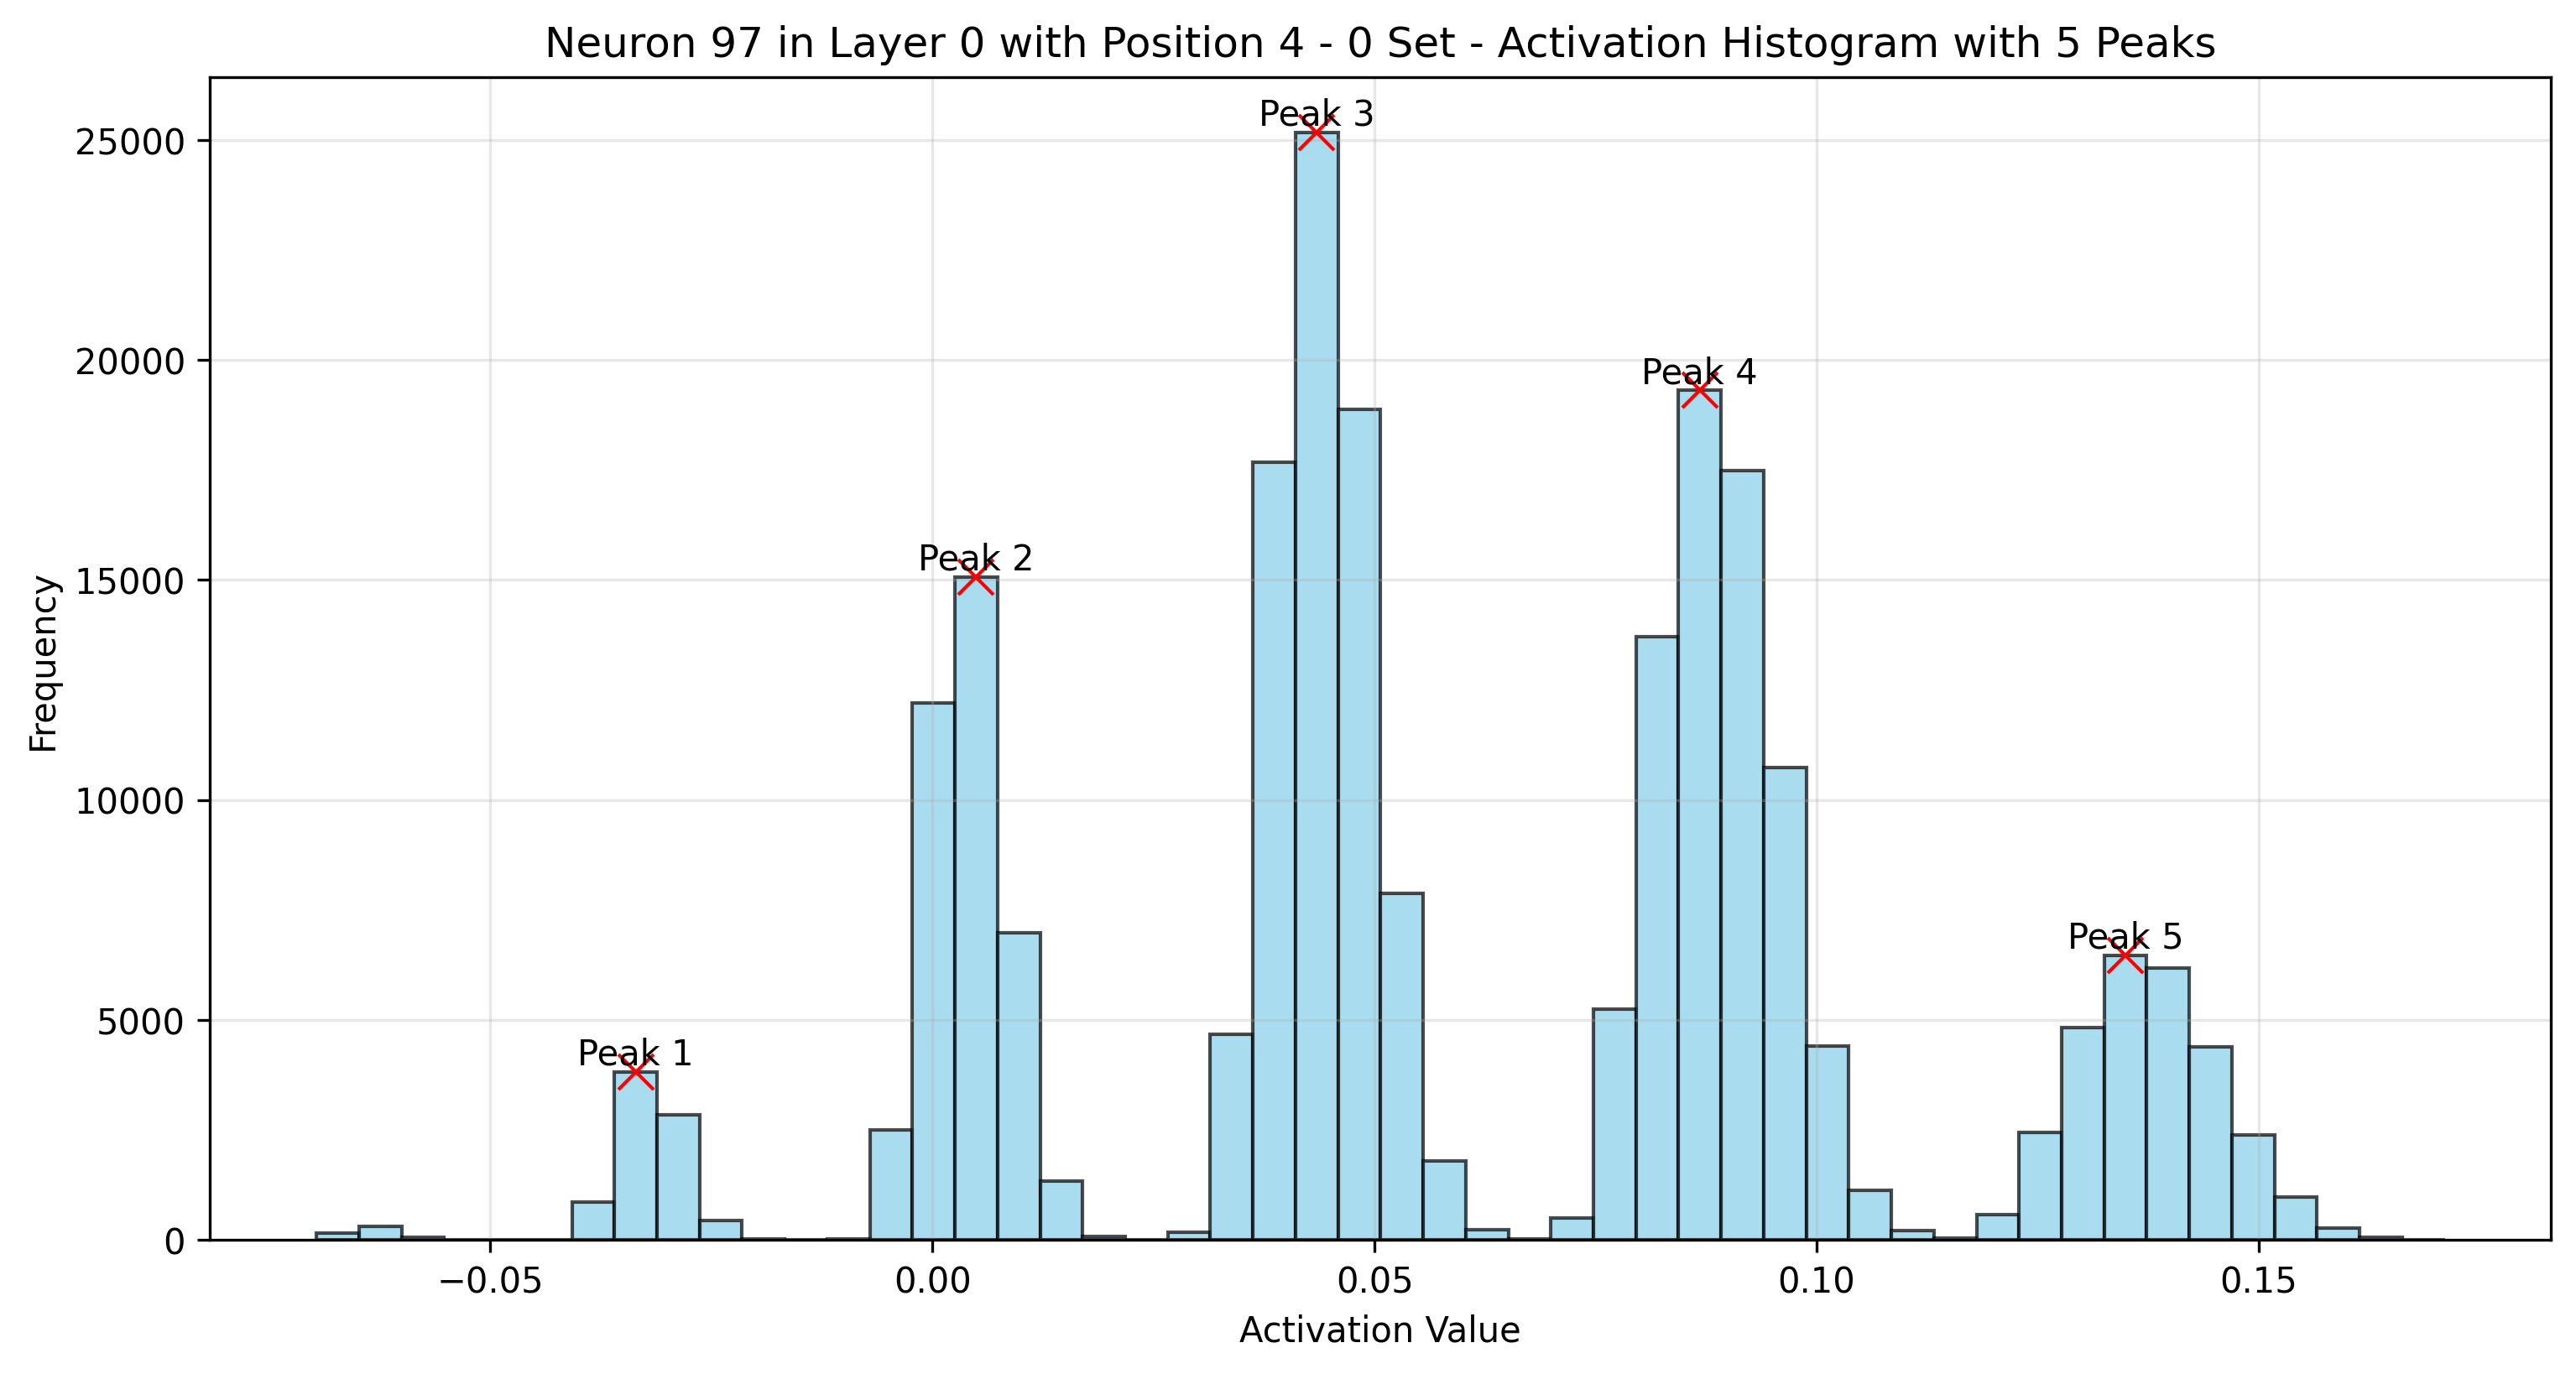 Neuron 97 in Layer 0 with Position 4 - 0 Set - Activation Histogram with 5 Peaks
Peak 3
25000
Peak 4
20000
Peak 2
15000
Frequency
10000
Peak 5
Peak 1
5000
0
−0.05 0.00 0.05 0.10 0.15
Activation Value